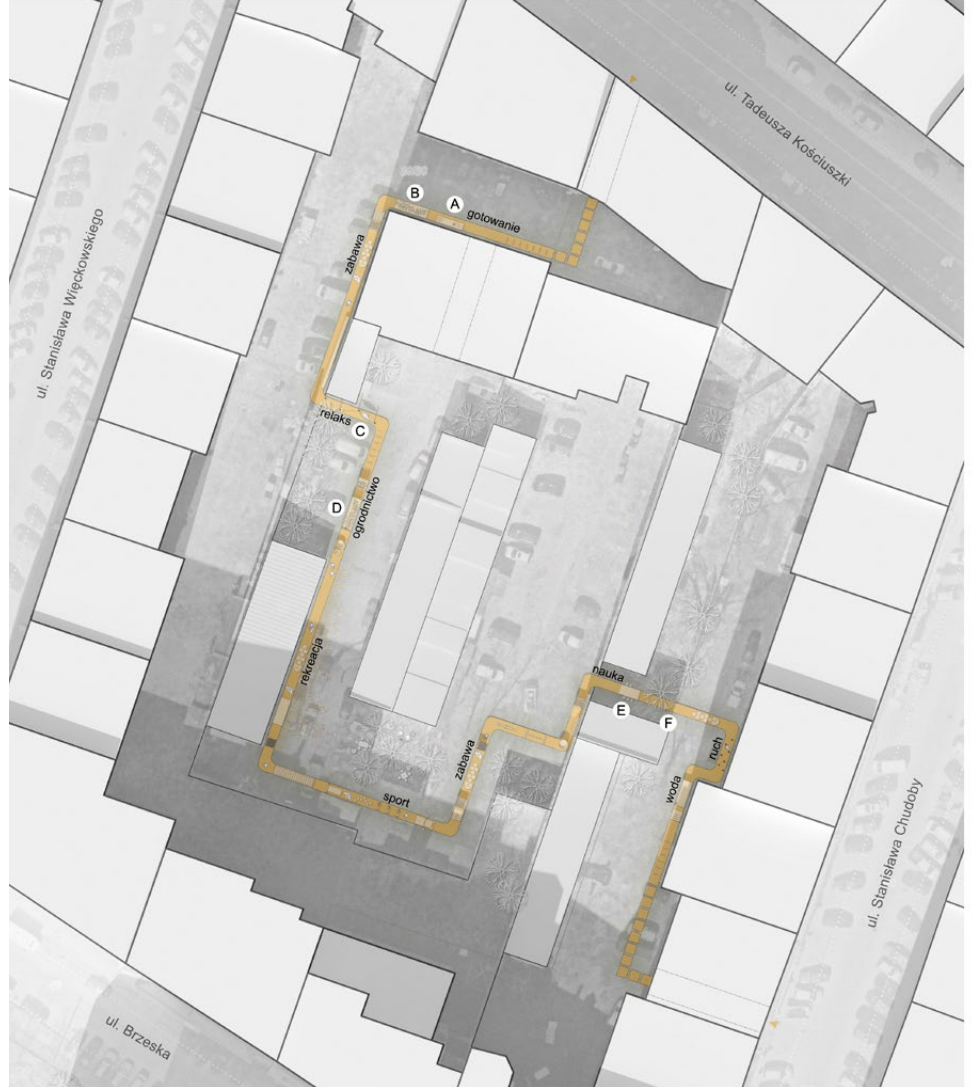 ul. Tadeusza Kościuszki
ul. Stanisława Więckowskiego
B
A
gotowanie
zabawa
relaks
C
D
ogrodnictwo
rekreacja
nauka
E
F
ruch
zabawa
woda
sport
ul. Stanisława Chudoby
ul. Brzeska